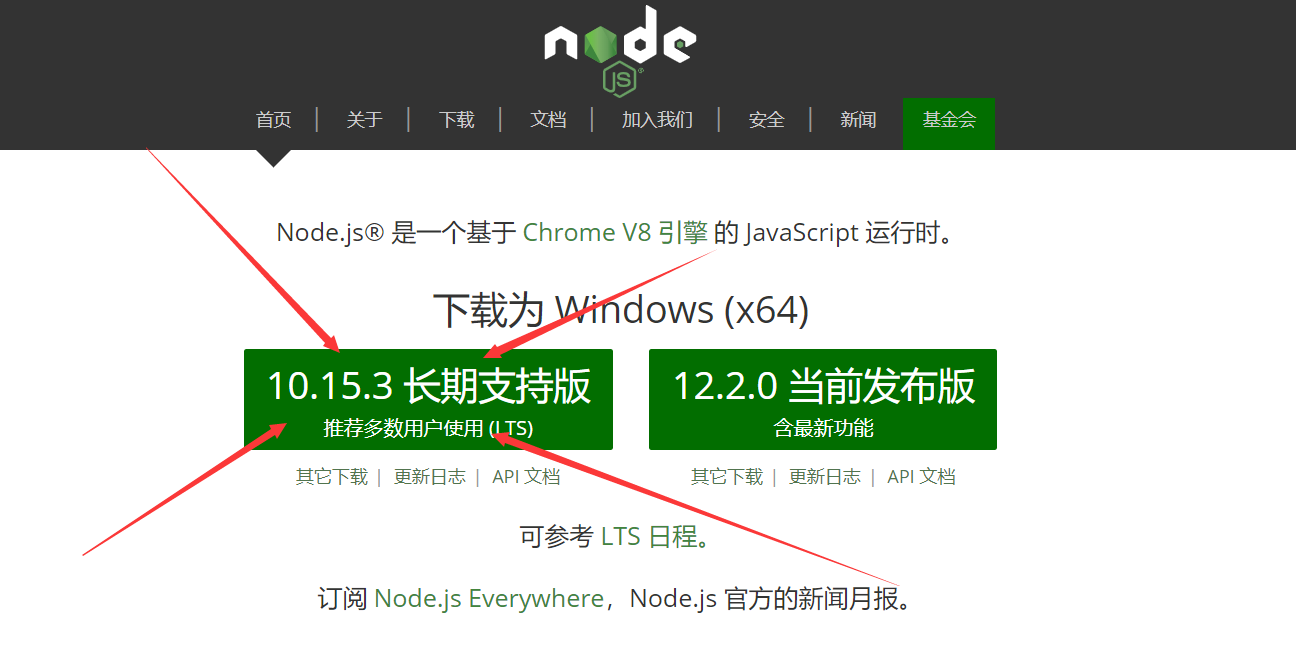 node
JS®
首页 | 关于 | 下载 | 文档 | 加入我们 | 安全 | 新闻 基金会
Node.js® 是一个基于 Chrome V8 引擎 的 JavaScript 运行时。
下载为 Windows (x64)
10.15.3 长期支持版
推荐多数用户使用 (LTS)
12.2.0 当前发布版
含最新功能
其它下载 | 更新日志 | API 文档
其它下载 | 更新日志 | API 文档
可参考 LTS 日程。
订阅 Node.js Everywhere，Node.js 官方的新闻月报。